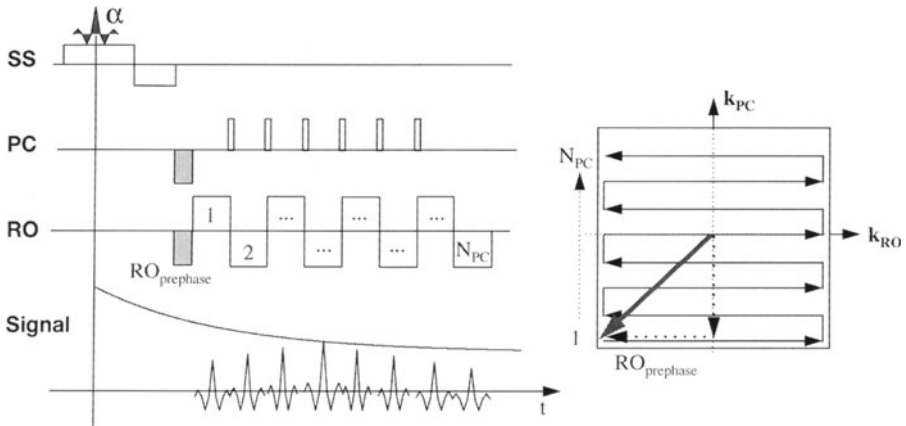 α
SS
PC
RO
1
...
...
...
2
...
...
N_PC
RO_prephase
Signal
t
k_PC
N_PC
k_RO
1
RO_prephase